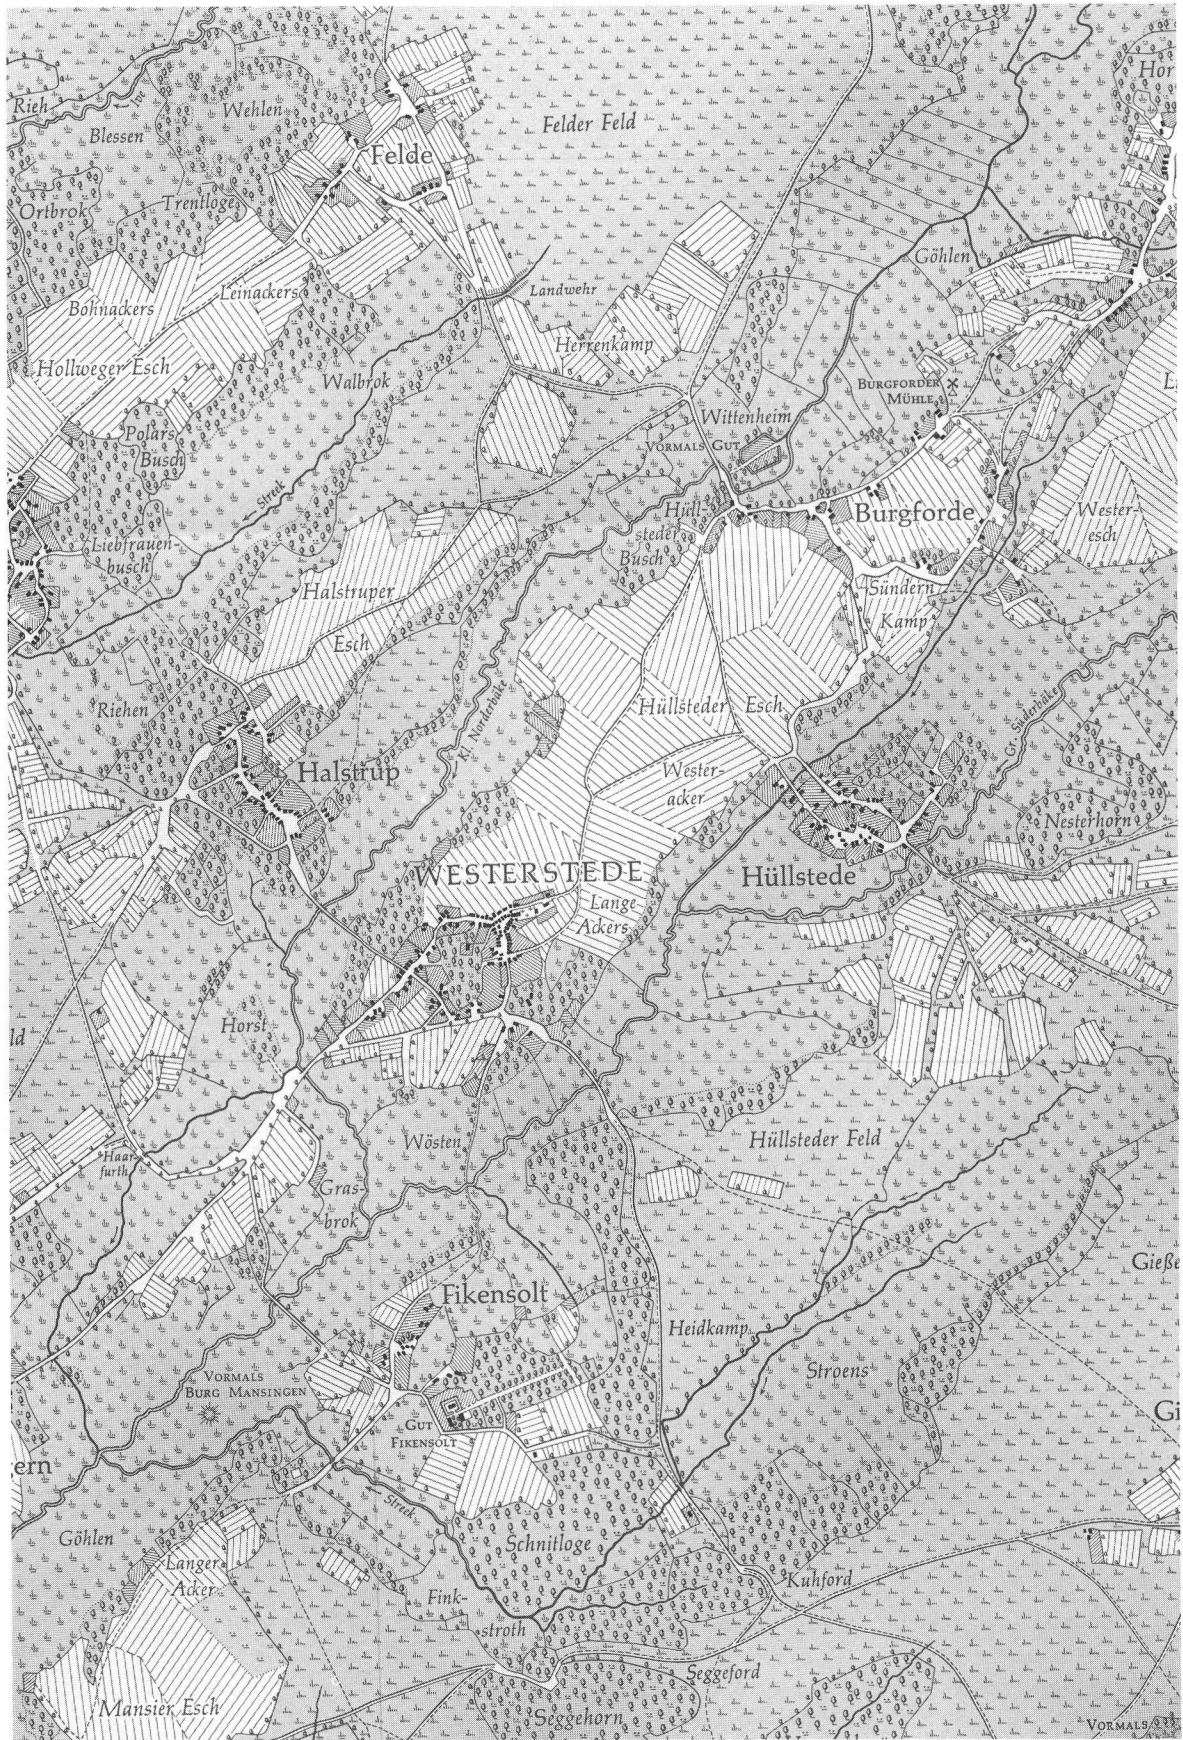 Hor
Rieh
Ive
Blessen
Wehlen
Felder Feld
Felde
Ortbrok
Trentloge
Göhlen
Leinackers
Bohnackers
Landwehr
Hollweger Esch
Herrenkamp
Walbrok
Burgforder
Mühle
Wittenheim
Vormals Gut
Polars
Busch
Streek
Hüll-
steder
Busch
Burgforde
Wester-
esch
Liebfrauen-
busch
Halstruper
Esch
Sündern
Kamp
Riehen
Kl. Norderbäke
Hüllsteder Esch
Gr. Süderbäke
Halstrup
Wester-
acker
Nesterhorn
WESTERSTEDE
Hüllstede
Lange
Ackers
Horst
ld
Wösten
Hüllsteder Feld
Haar-
furth
Gras-
brok
Gieße
Fikensolt
Heidkamp
Stroens
Vormals
Burg Mansingen
Gut
Fikensolt
Gi
ern
Streek
Göhlen
Schnitloge
Langer
Acker
Kuhford
Fink-
stroth
Seggeford
Mansier Esch
Seggehorn
Vormals